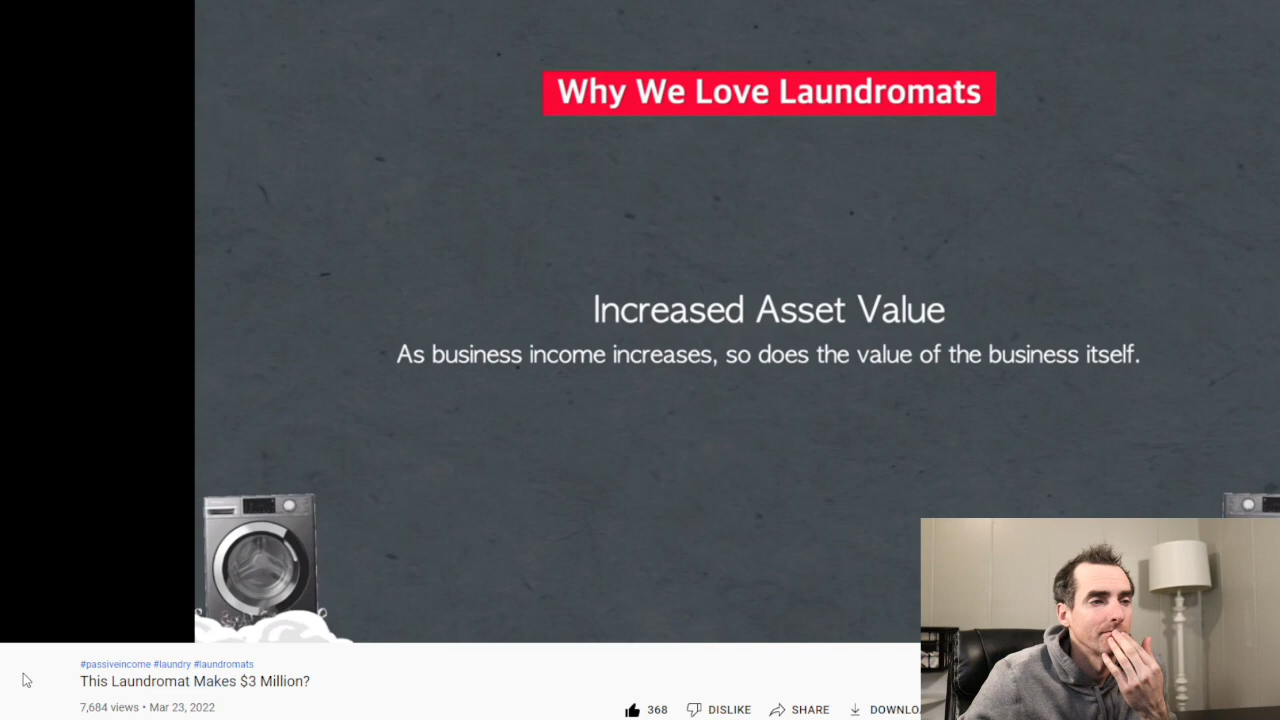 Why We Love Laundromats
Increased Asset Value
As business income increases, so does the value of the business itself.
#passiveincome #laundry #laundromats
This Laundromat Makes $3 Million?
7,684 views • Mar 23, 2022
368 DISLIKE SHARE DOWNLO